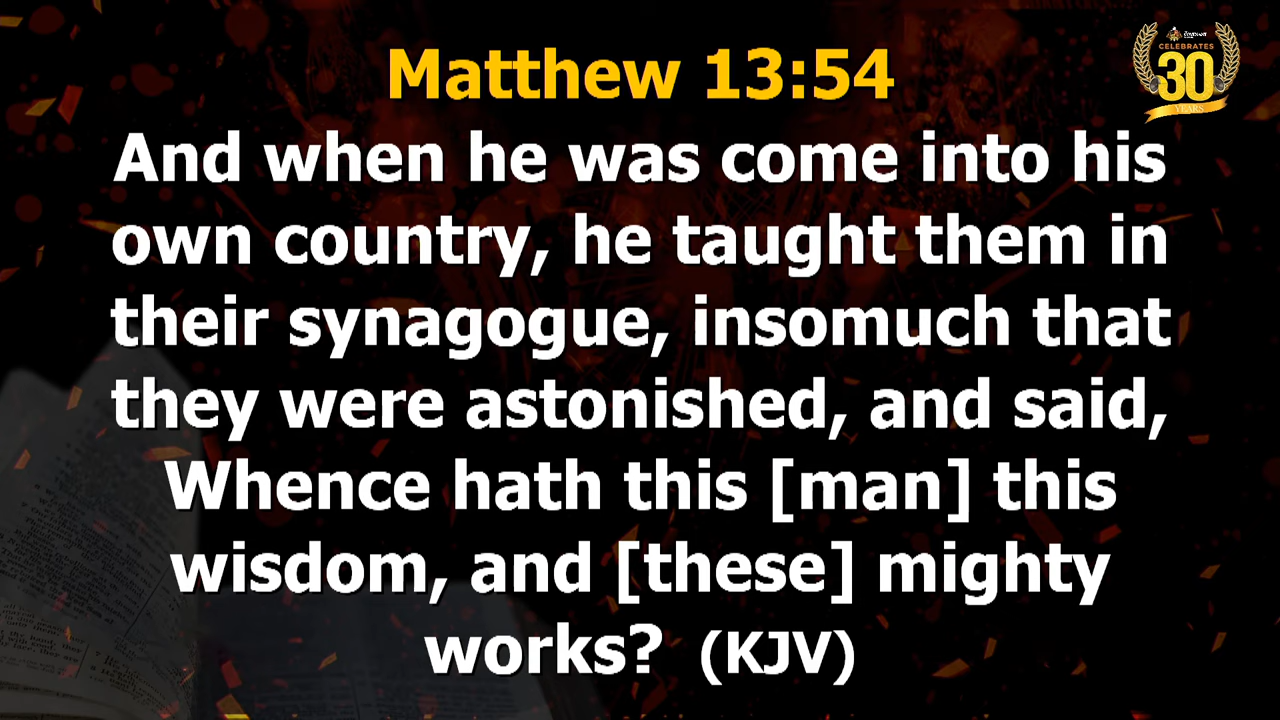 Matthew 13:54
CELEBRATES
30
YEARS
And when he was come into his
own country, he taught them in
their synagogue, insomuch that
they were astonished, and said,
Whence hath this [man] this
wisdom, and [these] mighty
works? (KJV)